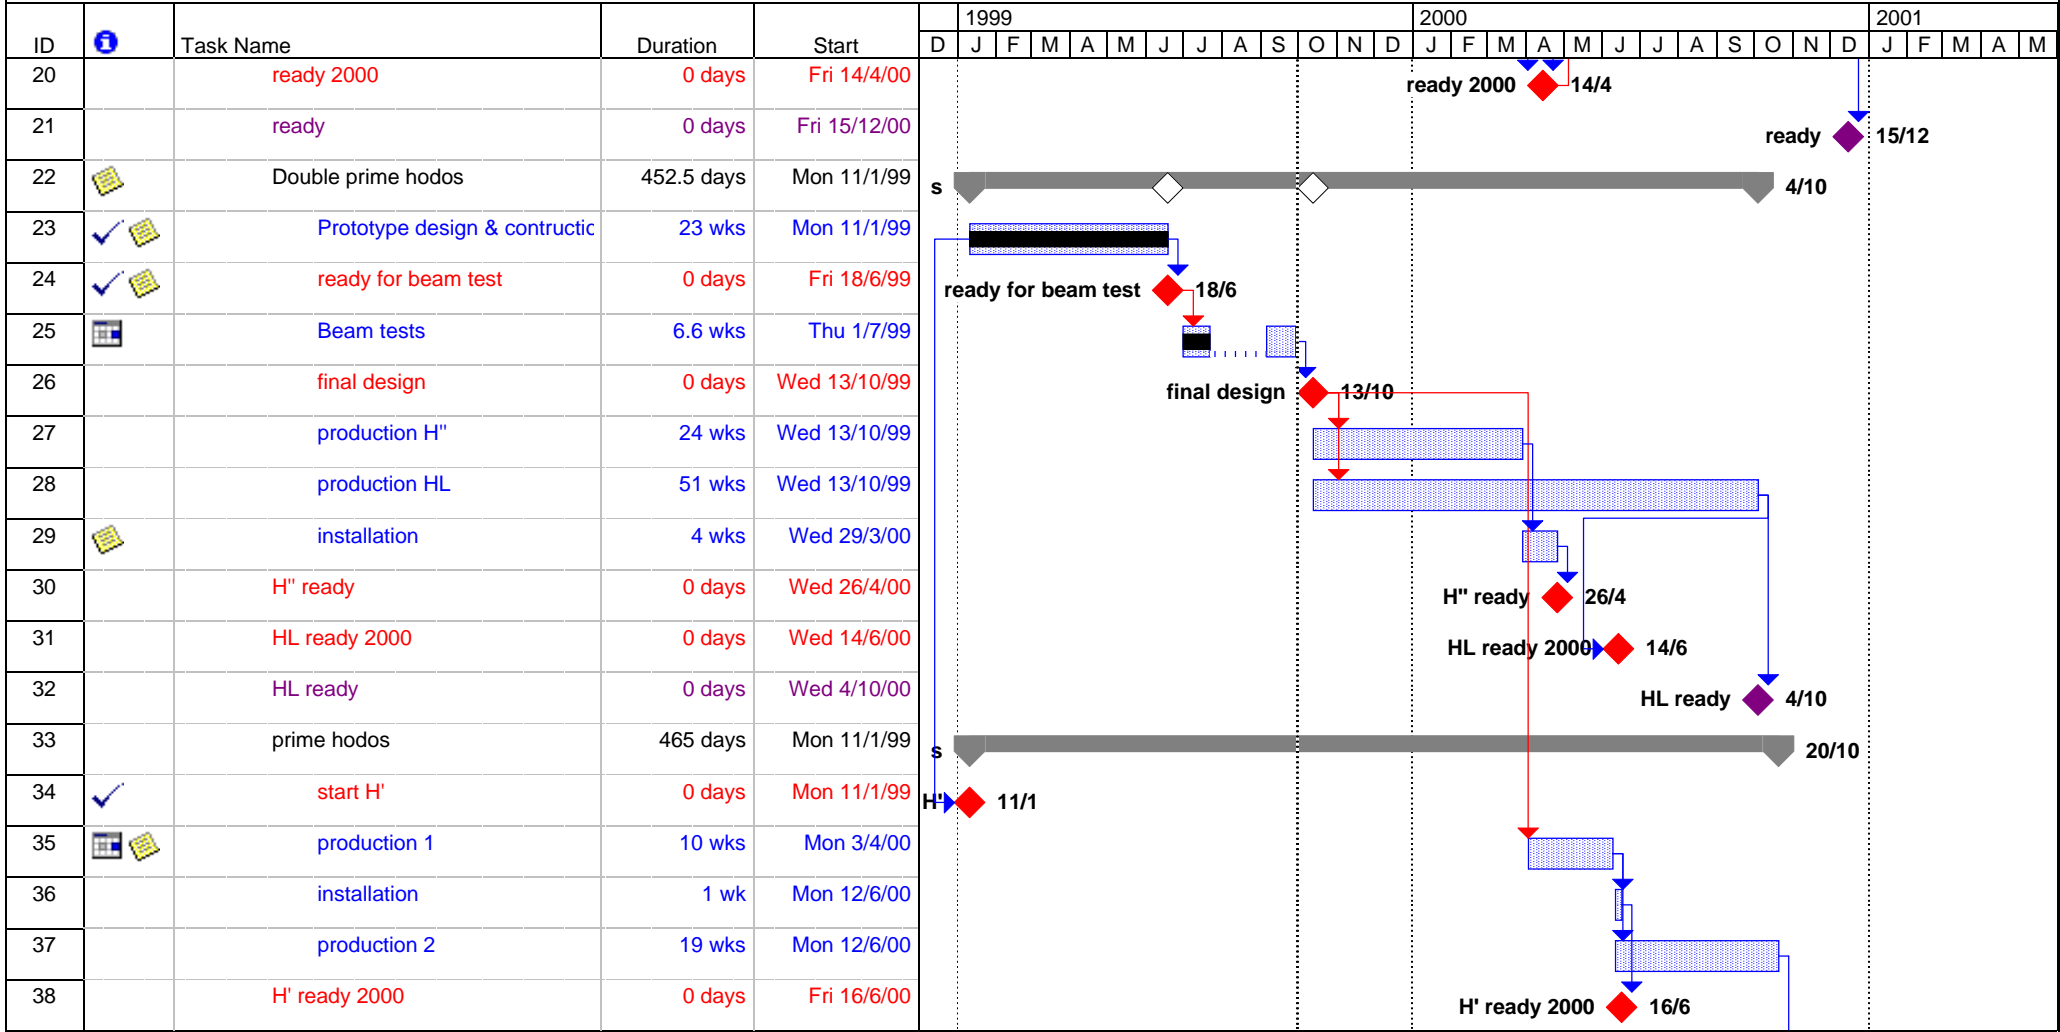 1999 2000 2001
ID Task Name Duration Start D J F M A M J J A S O N D J F M A M J J A S O N D J F M A M
20 ready 2000 0 days Fri 14/4/00 ready 2000 14/4
21 ready 0 days Fri 15/12/00 ready 15/12
22 Double prime hodos 452.5 days Mon 11/1/99 s 4/10
23 Prototype design & contructic 23 wks Mon 11/1/99
24 ready for beam test 0 days Fri 18/6/99 ready for beam test 18/6
25 Beam tests 6.6 wks Thu 1/7/99
26 final design 0 days Wed 13/10/99 final design 13/10
27 production H" 24 wks Wed 13/10/99
28 production HL 51 wks Wed 13/10/99
29 installation 4 wks Wed 29/3/00
30 H" ready 0 days Wed 26/4/00 H" ready 26/4
31 HL ready 2000 0 days Wed 14/6/00 HL ready 2000 14/6
32 HL ready 0 days Wed 4/10/00 HL ready 4/10
33 prime hodos 465 days Mon 11/1/99 s 20/10
34 start H' 0 days Mon 11/1/99 H' 11/1
35 production 1 10 wks Mon 3/4/00
36 installation 1 wk Mon 12/6/00
37 production 2 19 wks Mon 12/6/00
38 H' ready 2000 0 days Fri 16/6/00 H' ready 2000 16/6